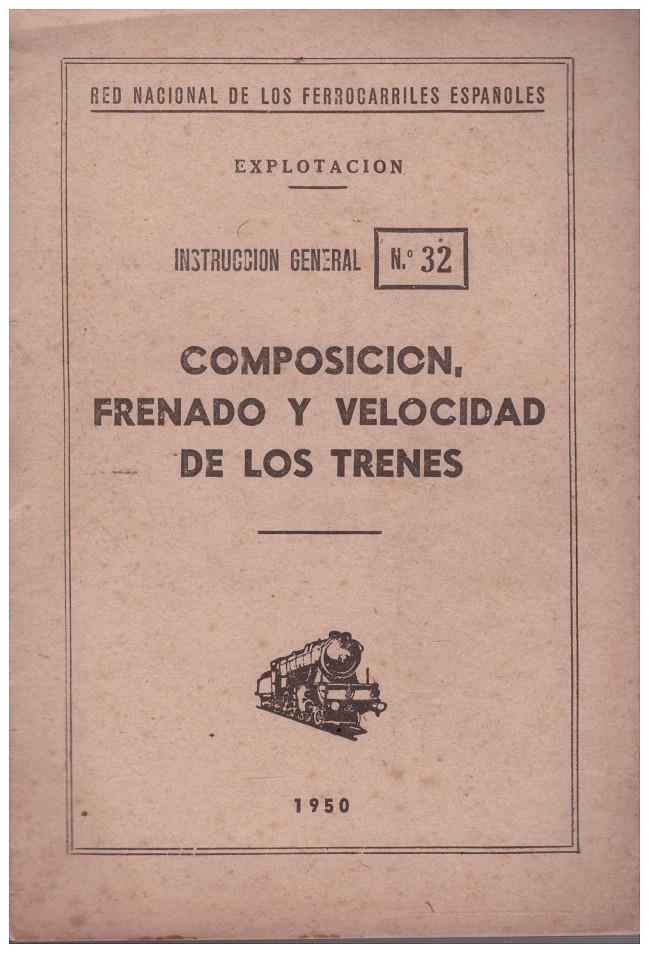 RED NACIONAL DE LOS FERROCARRILES ESPAÑOLES
EXPLOTACION
INSTRUCCION GENERAL N.º 32
COMPOSICION,
FRENADO Y VELOCIDAD
DE LOS TRENES
1950